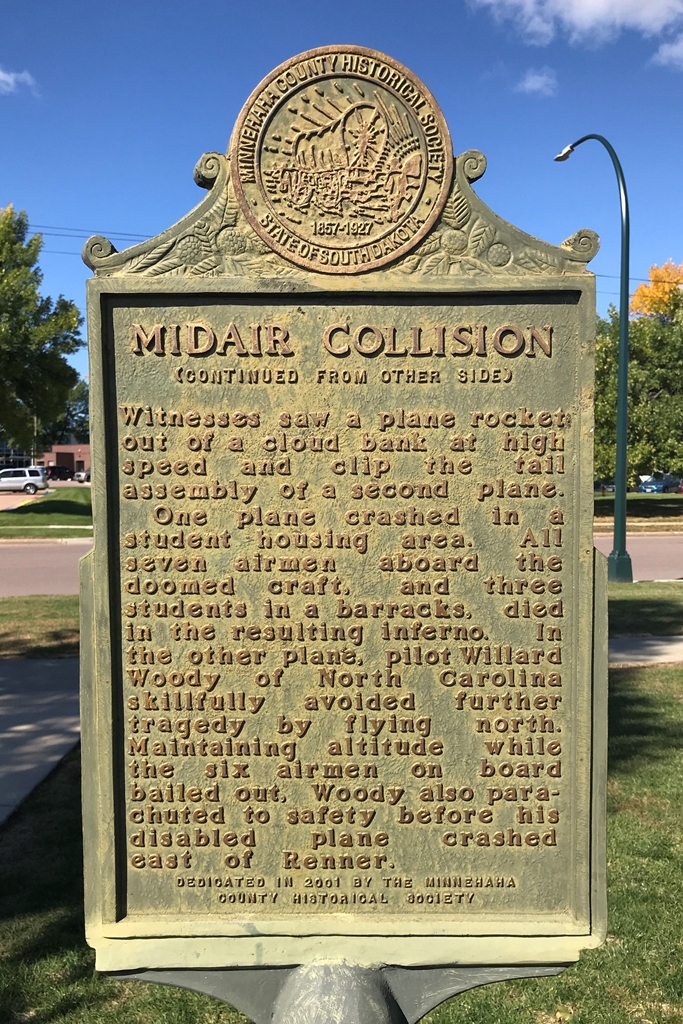 MINNEHAHA COUNTY HISTORICAL SOCIETY
1857-1927
STATE OF SOUTH DAKOTA
MIDAIR COLLISION
(CONTINUED FROM OTHER SIDE)
Witnesses saw a plane rocket
out of a cloud bank at high
speed and clip the tail
assembly of a second plane.
One plane crashed in a
student housing area. All
seven airmen aboard the
doomed craft, and three
students in a barracks, died
in the resulting inferno. In
the other plane, pilot Willard
Woody of North Carolina
skillfully avoided further
tragedy by flying north.
Maintaining altitude while
the six airmen on board
bailed out, Woody also para-
chuted to safety before his
disabled plane crashed
east of Renner.
DEDICATED IN 2001 BY THE MINNEHAHA
COUNTY HISTORICAL SOCIETY